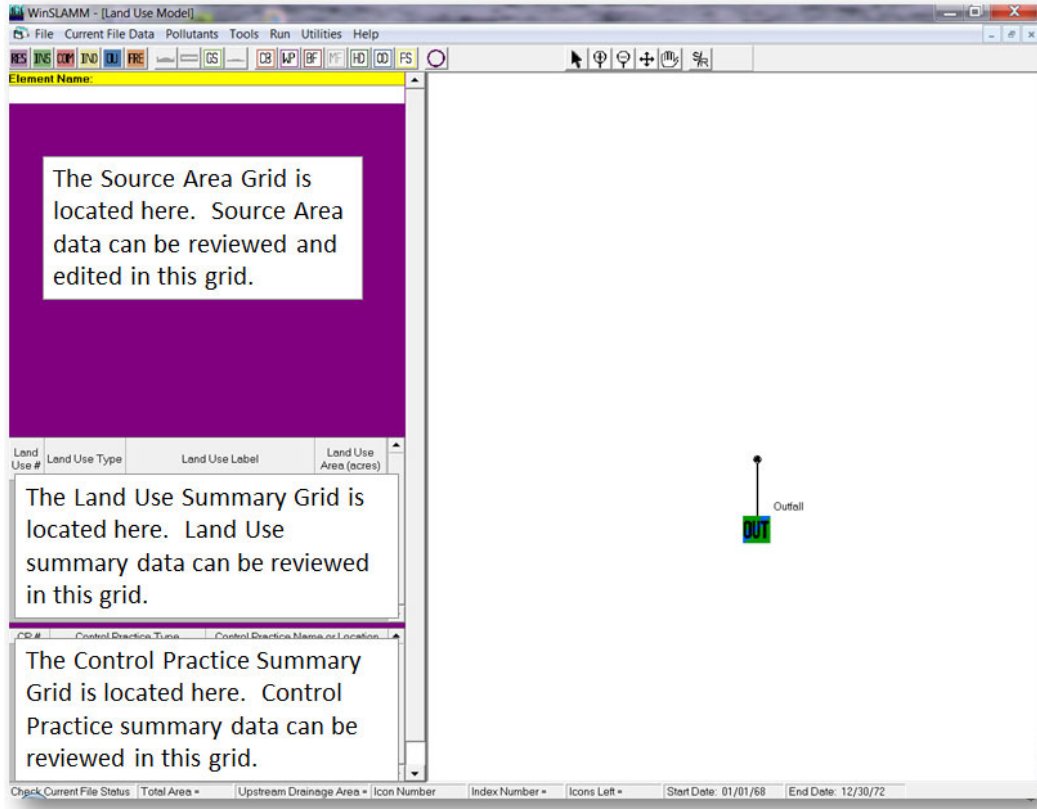 WinSLAMM - [Land Use Model]
File Current File Data Pollutants Tools Run Utilities Help
RES INS COM IND OU FRE GS CB WP BF MF HD OD FS S/R
Element Name:
The Source Area Grid is
located here. Source Area
data can be reviewed and
edited in this grid.
Land Use # Land Use Type Land Use Label Land Use Area (acres)
The Land Use Summary Grid is
located here. Land Use
summary data can be reviewed
in this grid.
CP # Control Practice Type Control Practice Name or Location
The Control Practice Summary
Grid is located here. Control
Practice summary data can be
reviewed in this grid.
Outfall
OUT
Check Current File Status Total Area = Upstream Drainage Area = Icon Number Index Number = Icons Left = Start Date: 01/01/68 End Date: 12/30/72